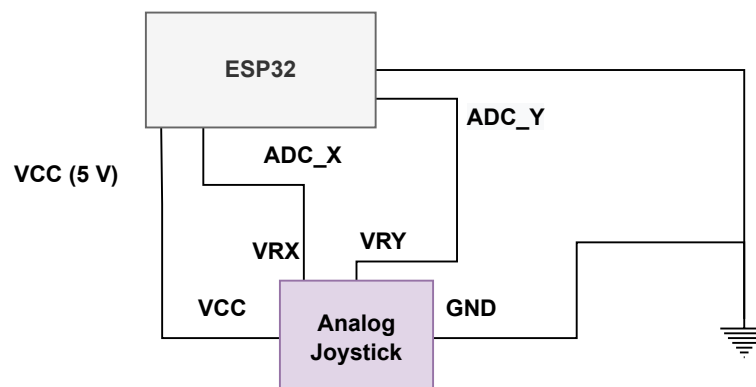 ESP32
ADC_Y
ADC_X
VCC (5 V)
VRY
VRX
VCC
GND
Analog
Joystick